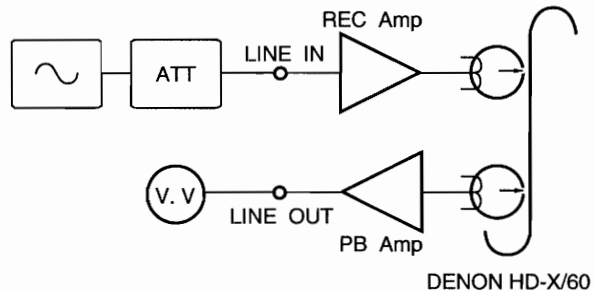 REC Amp
LINE IN
ATT
V. V
LINE OUT
PB Amp
DENON HD-X/60